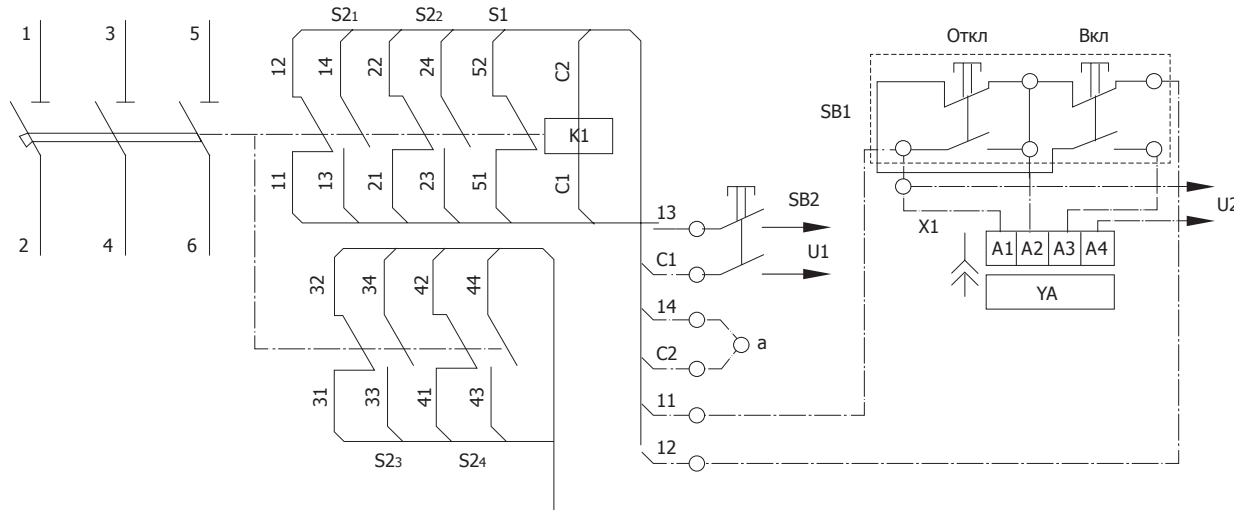 S2₁ S2₂ S1
1 3 5
12 14 22 24 52 C2
K1
11 13 21 23 51 C1
2 4 6
Откл Вкл
SB1
13 SB2
C1 U1
14
a
C2
11
12
U2
X1
A1 A2 A3 A4
YA
32 34 42 44
31 33 41 43
S2₃ S2₄